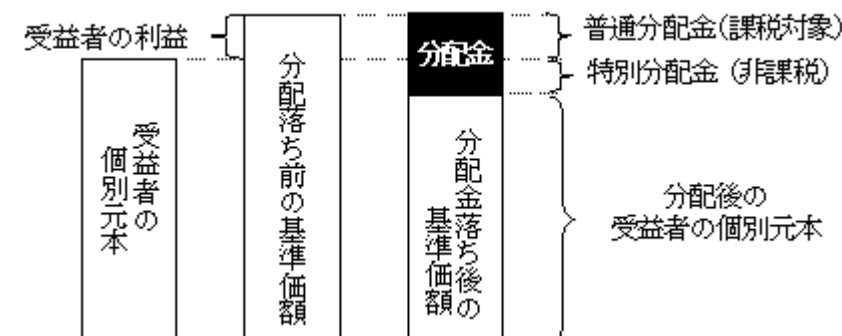 受益者の利益
分配金
普通分配金(課税対象)
特別分配金 (非課税)
受益者の
個別元本
分配落ち前の基準価額
分配金落ち後の
基準価額
分配後の
受益者の個別元本